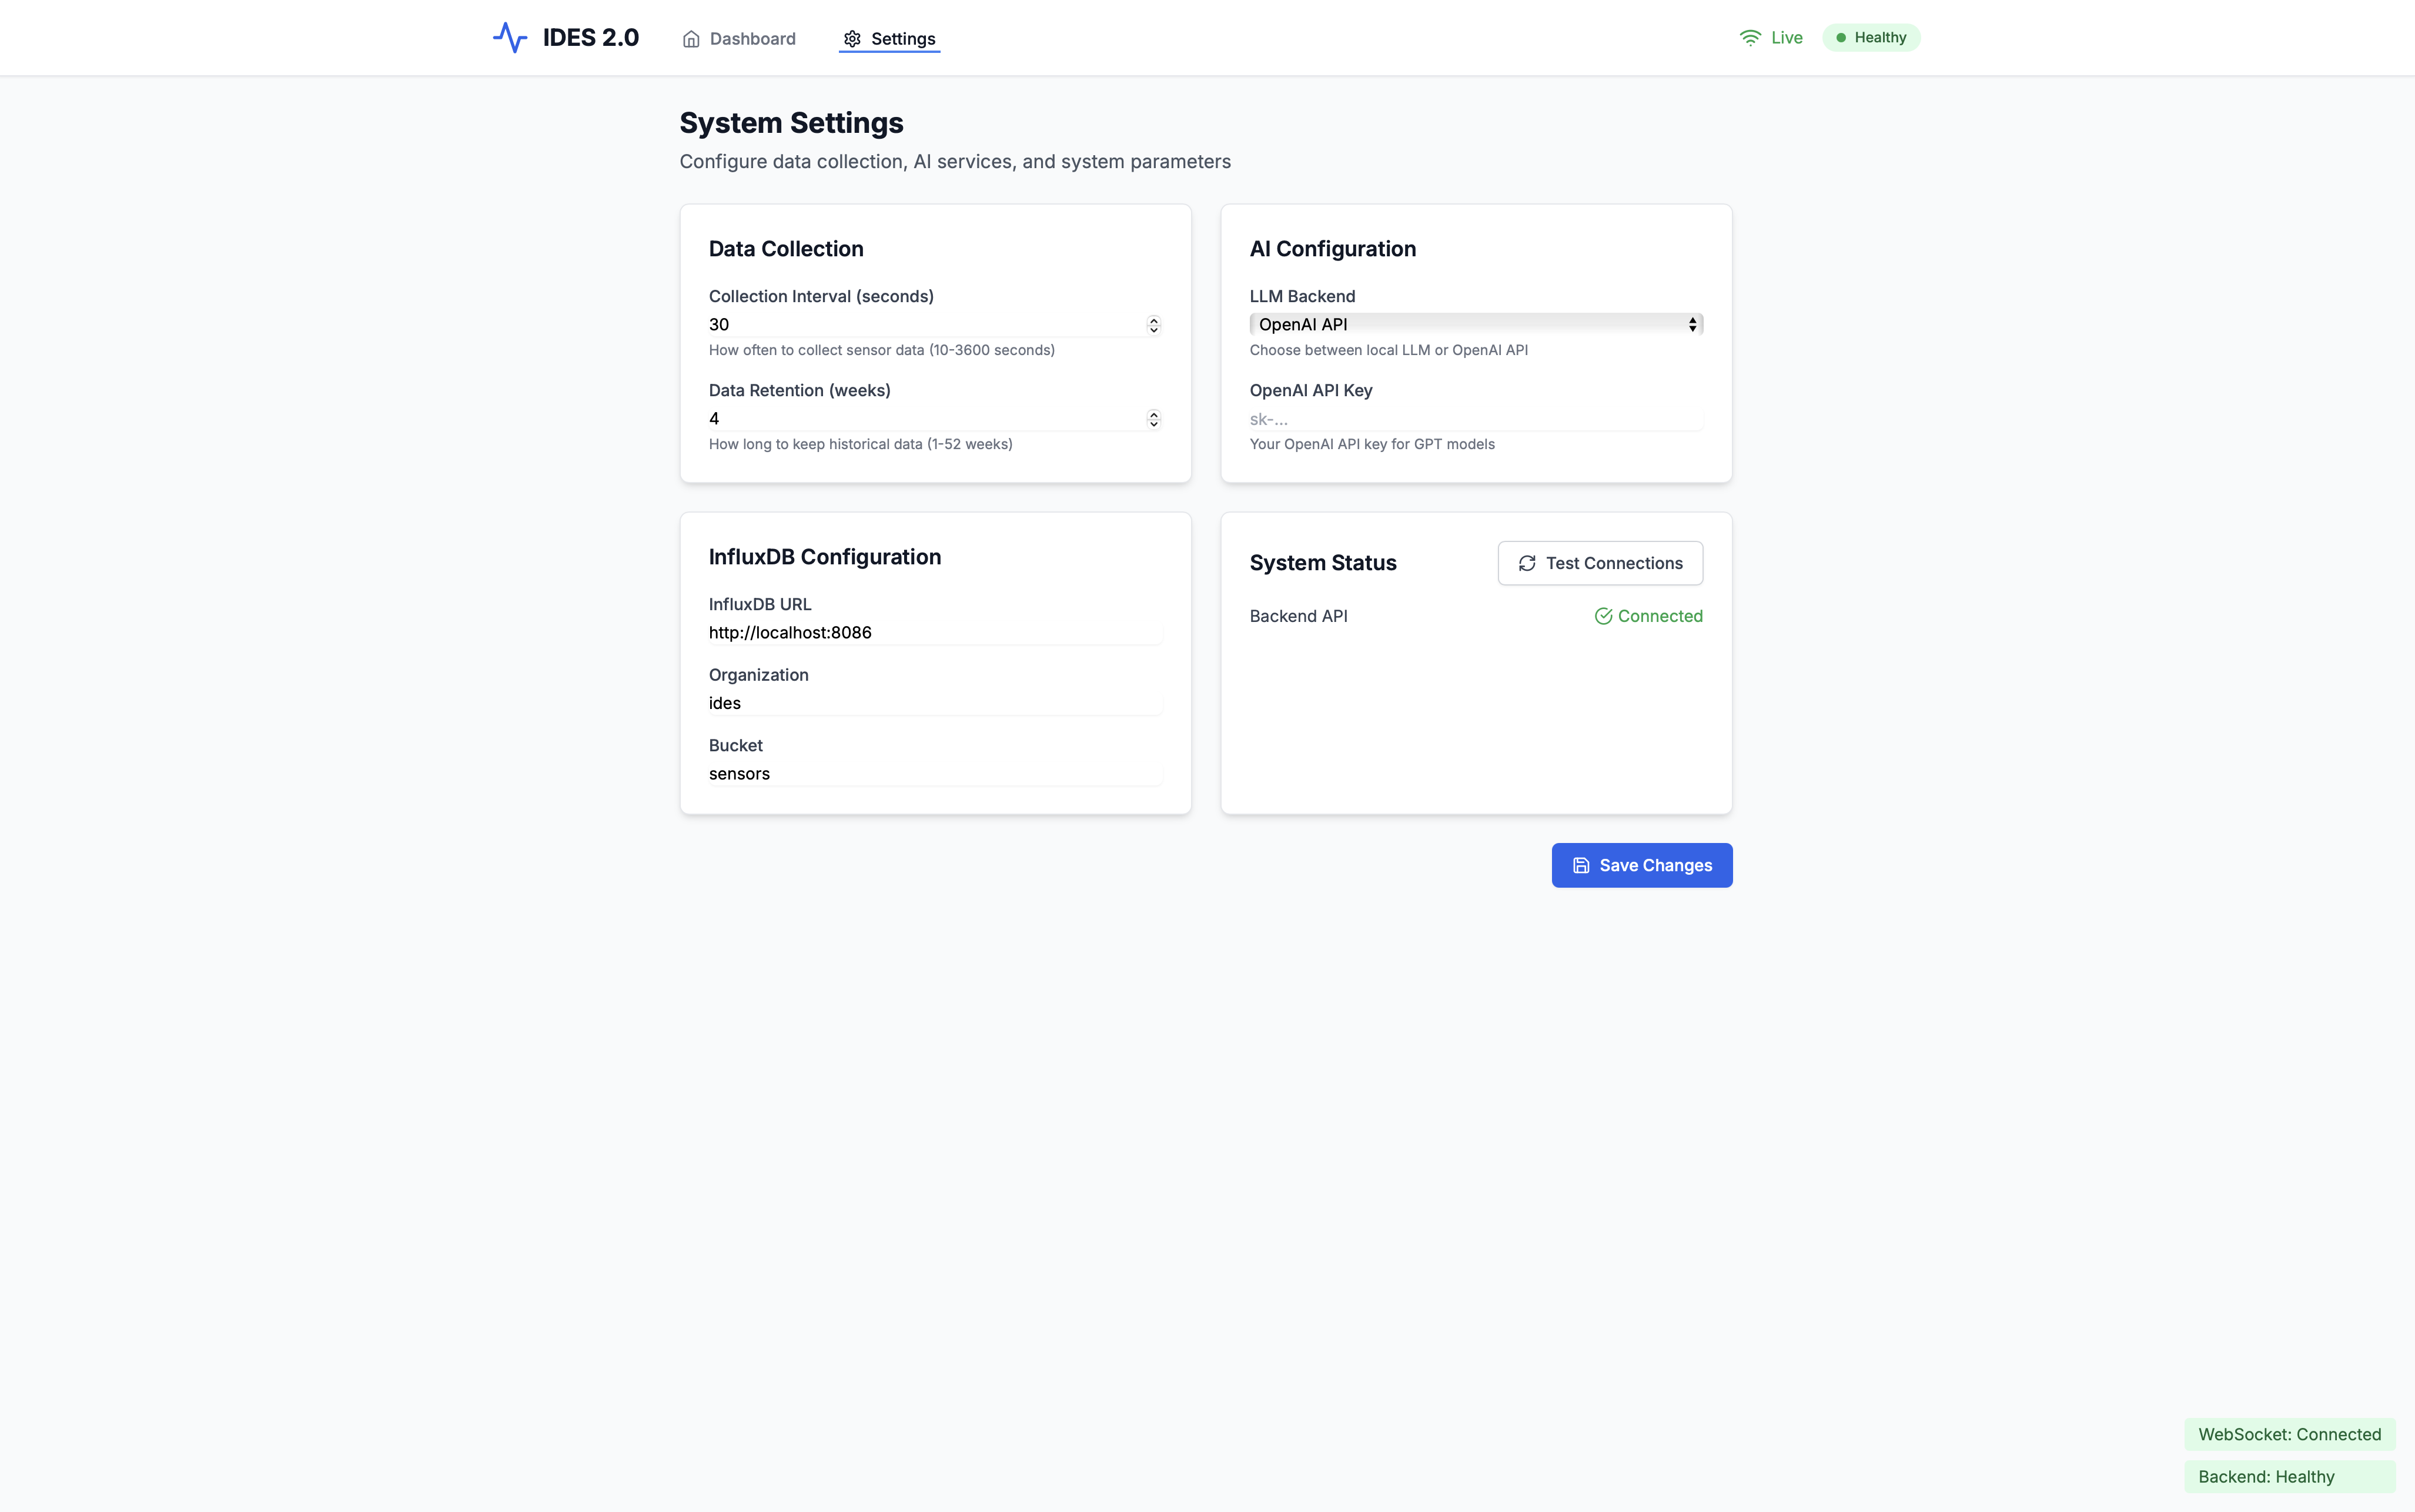 IDES 2.0
Dashboard
Settings
Live
Healthy
System Settings
Configure data collection, AI services, and system parameters
Data Collection
Collection Interval (seconds)
30
How often to collect sensor data (10-3600 seconds)
Data Retention (weeks)
4
How long to keep historical data (1-52 weeks)
AI Configuration
LLM Backend
OpenAI API
Choose between local LLM or OpenAI API
OpenAI API Key
sk-...
Your OpenAI API key for GPT models
InfluxDB Configuration
InfluxDB URL
http://localhost:8086
Organization
ides
Bucket
sensors
System Status
Test Connections
Backend API
Connected
Save Changes
WebSocket: Connected
Backend: Healthy